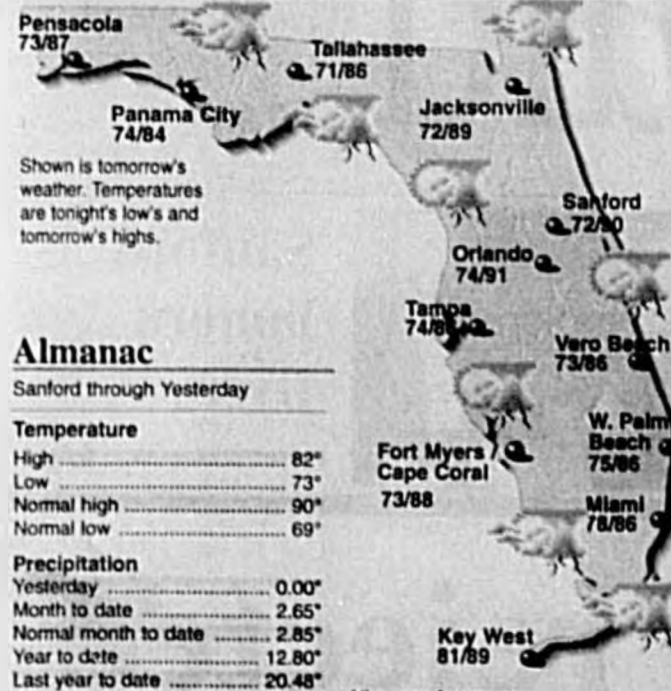 Pensacola
73/87
Tallahassee
71/86
Panama City
74/84
Jacksonville
72/89
Shown is tomorrow's
weather. Temperatures
are tonight's low's and
tomorrow's highs.
Sanford
72/90
Orlando
74/91
Tampa
Vero Beach
73/86
Almanac
Sanford through Yesterday
Temperature
High 82°
Low 73°
Normal high 90°
Normal low 69°
Fort Myers /
Cape Coral
73/88
W. Palm
Beach
75/86
Miami
78/86
Precipitation
Yesterday 0.00"
Month to date 2.65"
Normal month to date 2.85"
Year to date 12.80"
Last year to date 20.48"
Key West
81/89